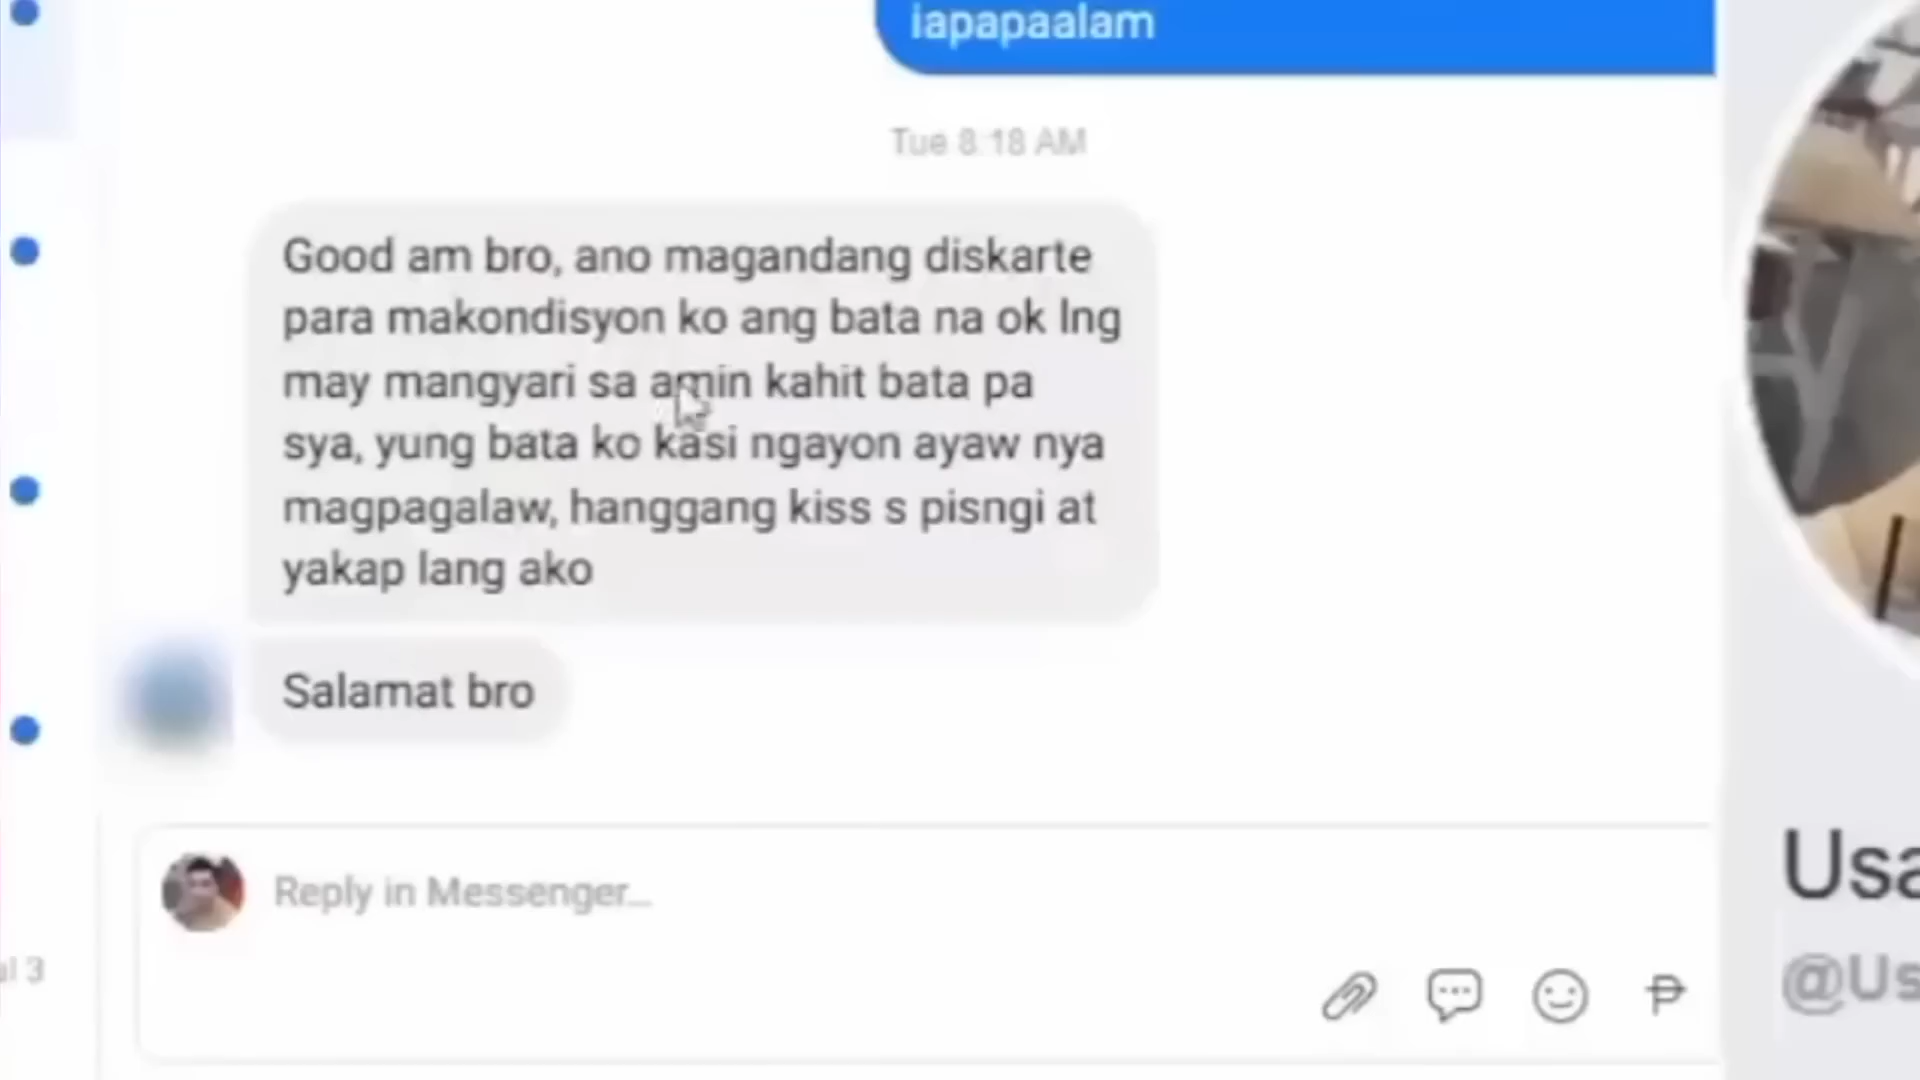 iapapaalam
Tue 8:18 AM
Good am bro, ano magandang diskarte
para makondisyon ko ang bata na ok lng
may mangyari sa amin kahit bata pa
sya, yung bata ko kasi ngayon ayaw nya
magpagalaw, hanggang kiss s pisngi at
yakap lang ako
Salamat bro
Reply in Messenger...
3
Usa
@Us